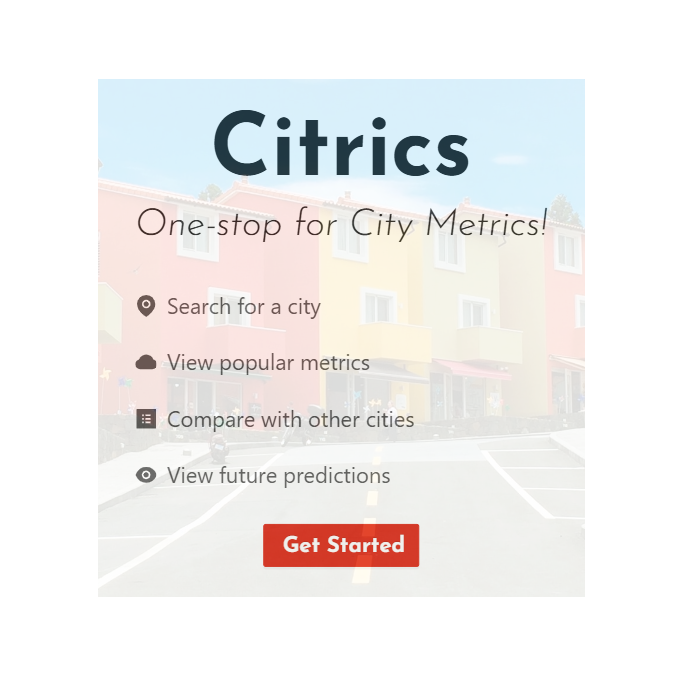 Citrics
One-stop for City Metrics!
Search for a city
View popular metrics
Compare with other cities
View future predictions
Get Started